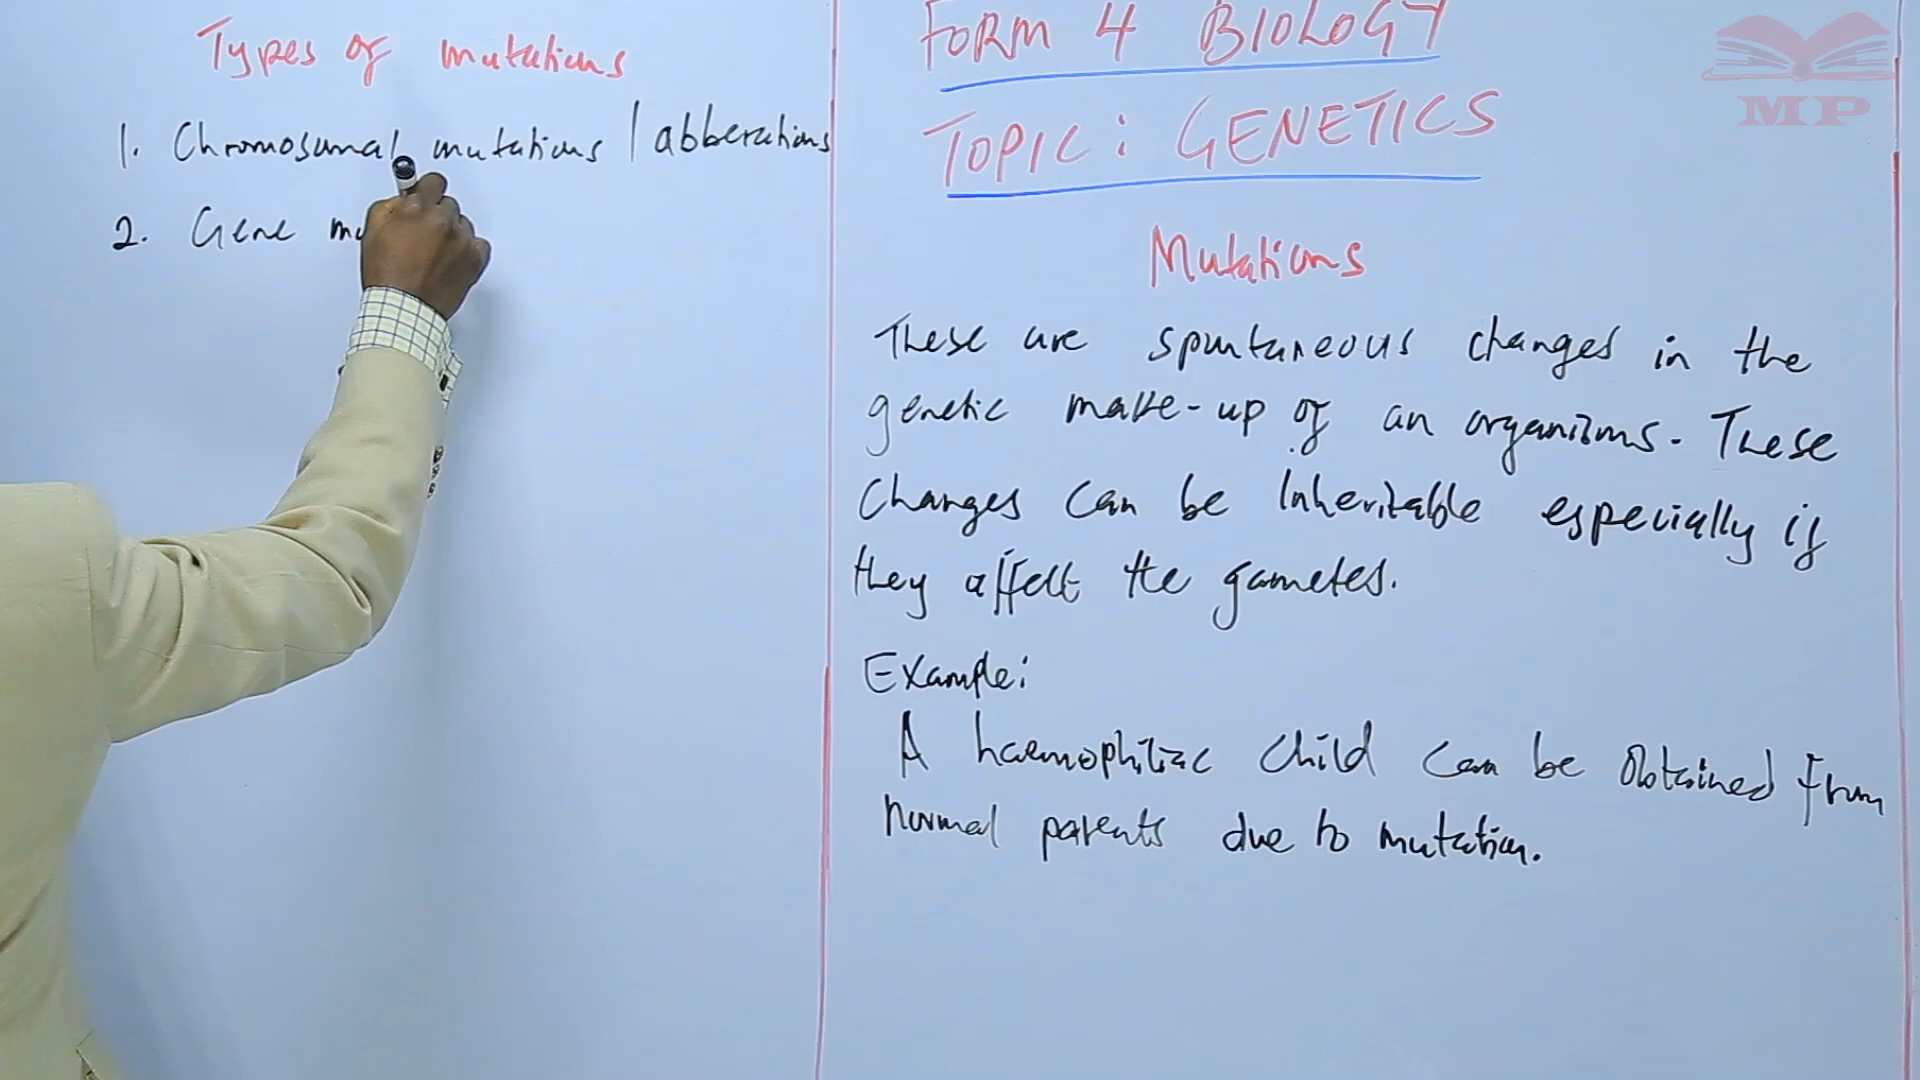 Types of mutations
1. Chromosomal mutations / abberations
2. Gene mu
FORM 4 BIOLOGY
TOPIC: GENETICS
Mutations
These are spontaneous changes in the
genetic make-up of an organisms. These
changes can be inheritable especially if
they affect the gametes.
Example:
A haemophiliac child can be obtained from
normal parents due to mutation.
MP